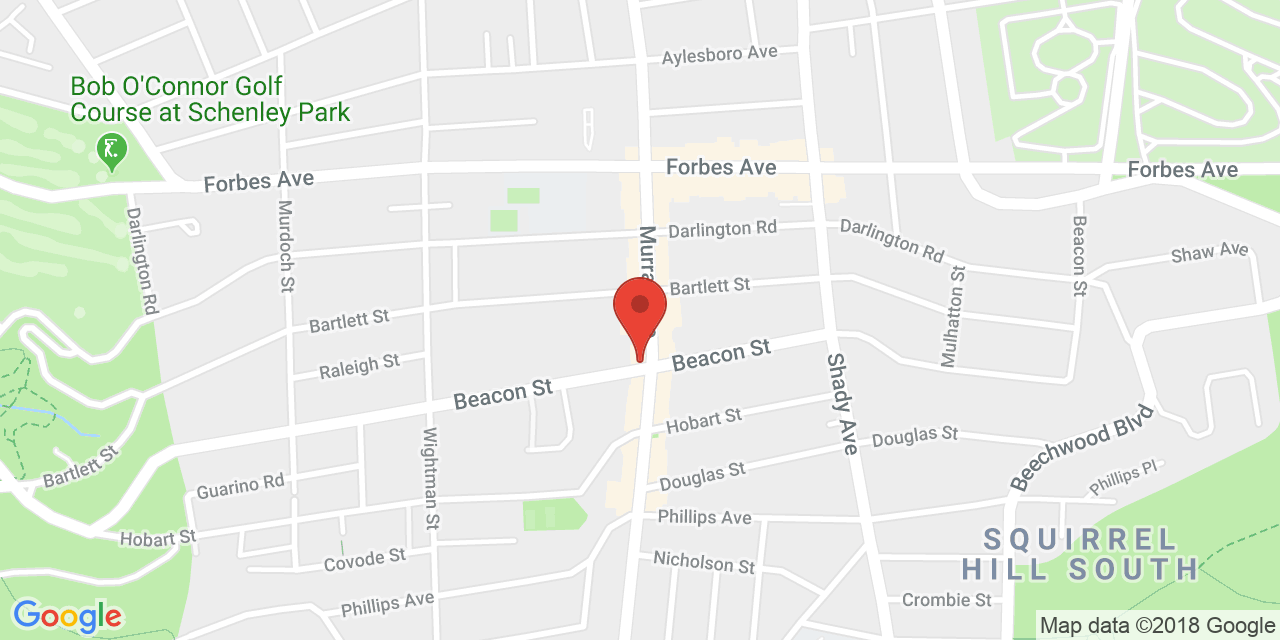 Aylesboro Ave
Bob O'Connor Golf
Course at Schenley Park
Forbes Ave
Forbes Ave
Forbes Ave
Darlington Rd
Murdoch St
Murra
Darlington Rd
Darlington Rd
Beacon St
Shaw Ave
Bartlett St
Mulhatton St
Bartlett St
Raleigh St
Beacon St
Beacon St
Shady Ave
Hobart St
Wightman St
Douglas St
Beechwood Blvd
Bartlett St
Guarino Rd
Douglas St
Phillips Pl
Phillips Ave
Hobart St
Covode St
Nicholson St
SQUIRREL
HILL SOUTH
Phillips Ave
Crombie St
Google
Map data ©2018 Google